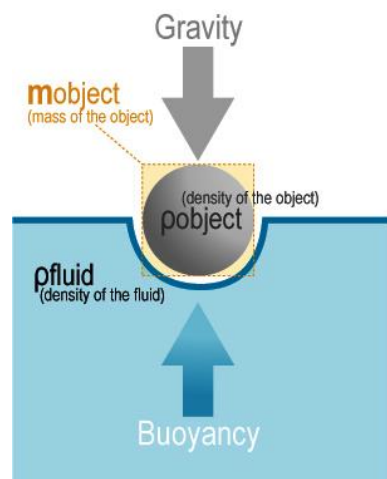 Gravity
mobject
(mass of the object)
(density of the object)
ρobject
ρfluid
(density of the fluid)
Buoyancy